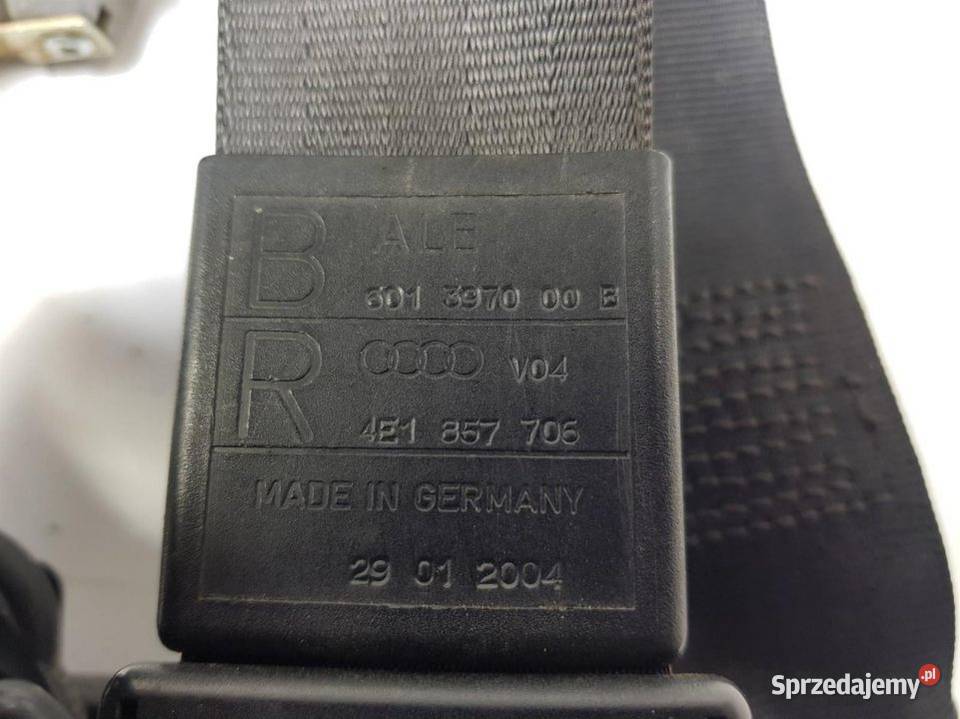 B ALE
601 3970 00 B
R V04
4E1 857 706
MADE IN GERMANY
29 01 2004
Sprzedajemy.pl